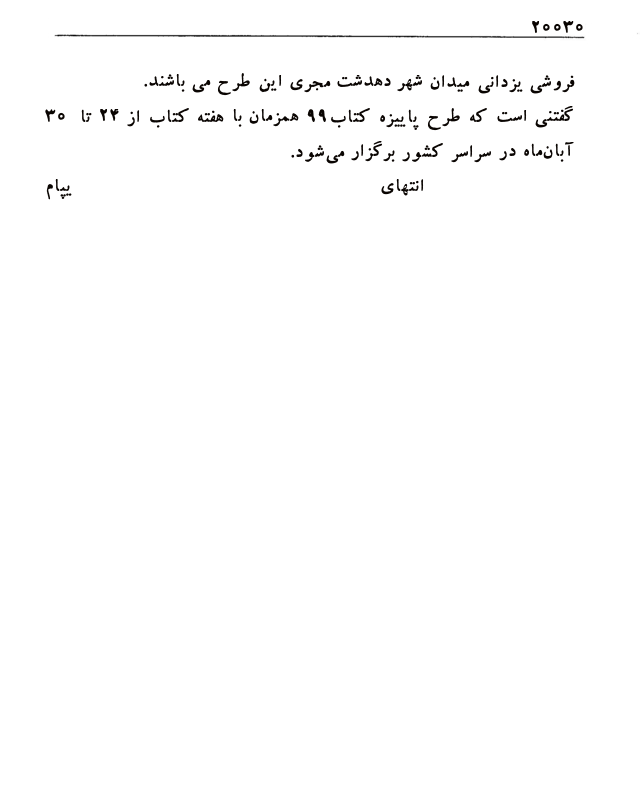 ۲۰۰۳۰
فروشی یزدانی میدان شهر دهدشت مجری این طرح می باشند.
گفتنی است که طرح پاییزه کتاب۹۹ همزمان با هفته کتاب از ۲۴ تا ۳۰
آبان‌ماه در سراسر کشور برگزار می‌شود.
انتهای یپام